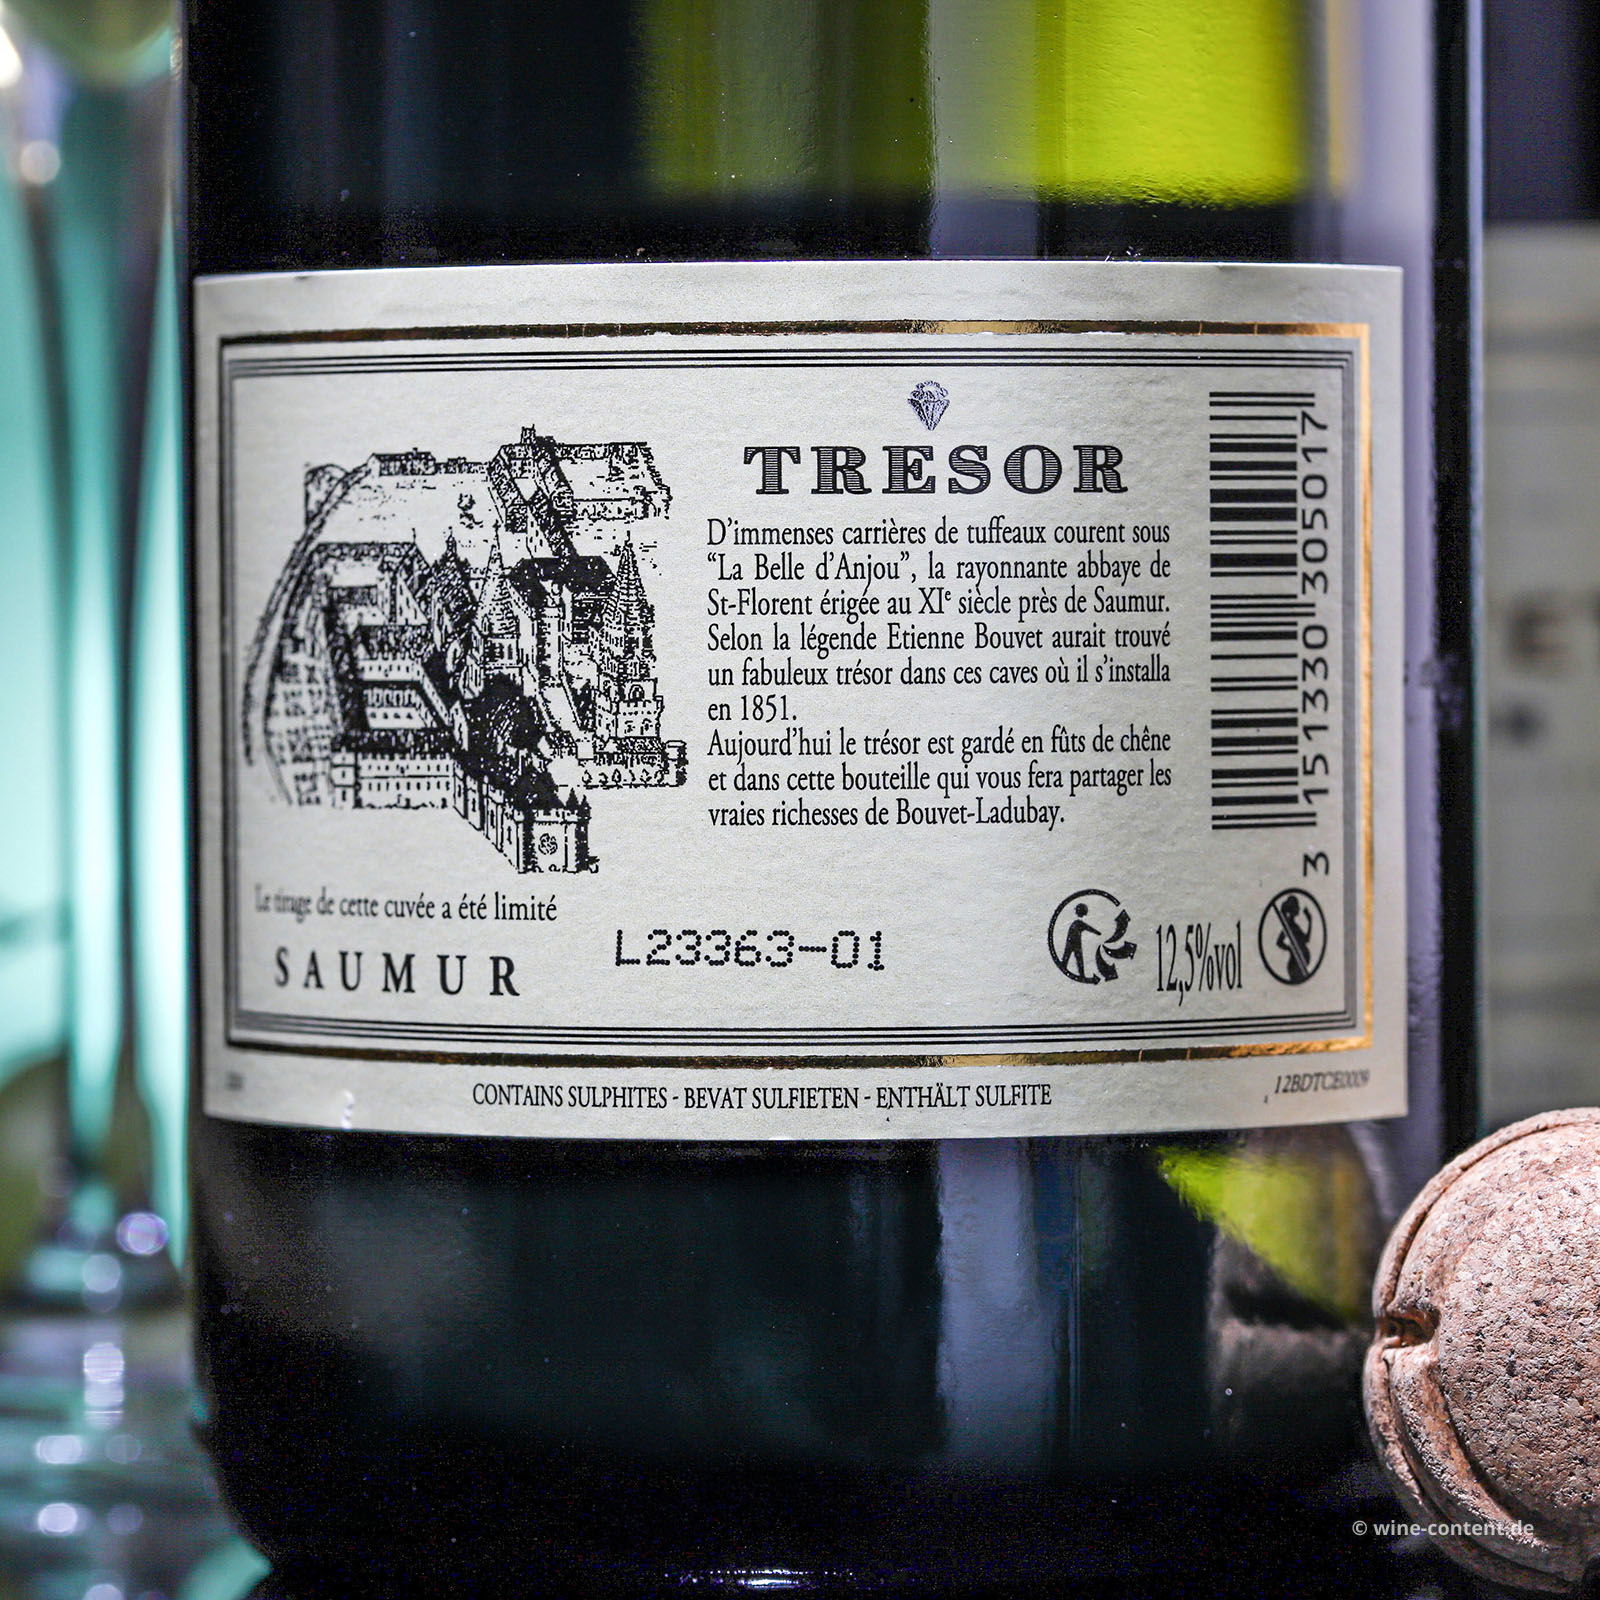 TRESOR
D’immenses carrières de tuffeaux courent sous
“La Belle d’Anjou”, la rayonnante abbaye de
St-Florent érigée au XIe siècle près de Saumur.
Selon la légende Etienne Bouvet aurait trouvé
un fabuleux trésor dans ces caves où il s’installa
en 1851.
Aujourd’hui le trésor est gardé en fûts de chêne
et dans cette bouteille qui vous fera partager les
vraies richesses de Bouvet-Ladubay.
3 151330 305017
Le tirage de cette cuvée a été limité
SAUMUR
L23363-01
12,5%vol
CONTAINS SULPHITES - BEVAT SULFIETEN - ENTHÄLT SULFITE
12BDTCE0009
© wine-content.de